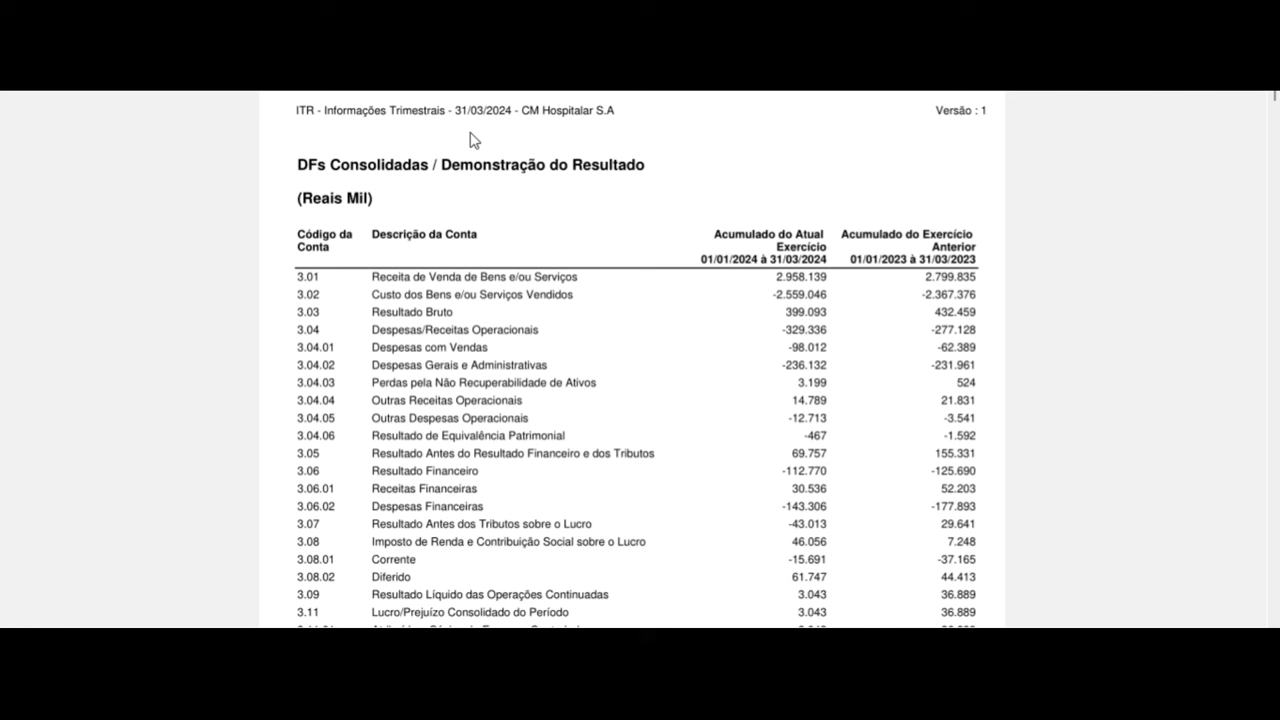 ITR - Informações Trimestrais - 31/03/2024 - CM Hospitalar S.A Versão : 1
DFs Consolidadas / Demonstração do Resultado
(Reais Mil)
Código da Conta Descrição da Conta Acumulado do Atual Exercício 01/01/2024 à 31/03/2024 Acumulado do Exercício Anterior 01/01/2023 à 31/03/2023
3.01 Receita de Venda de Bens e/ou Serviços 2.958.139 2.799.835
3.02 Custo dos Bens e/ou Serviços Vendidos -2.559.046 -2.367.376
3.03 Resultado Bruto 399.093 432.459
3.04 Despesas/Receitas Operacionais -329.336 -277.128
3.04.01 Despesas com Vendas -98.012 -62.389
3.04.02 Despesas Gerais e Administrativas -236.132 -231.961
3.04.03 Perdas pela Não Recuperabilidade de Ativos 3.199 524
3.04.04 Outras Receitas Operacionais 14.789 21.831
3.04.05 Outras Despesas Operacionais -12.713 -3.541
3.04.06 Resultado de Equivalência Patrimonial -467 -1.592
3.05 Resultado Antes do Resultado Financeiro e dos Tributos 69.757 155.331
3.06 Resultado Financeiro -112.770 -125.690
3.06.01 Receitas Financeiras 30.536 52.203
3.06.02 Despesas Financeiras -143.306 -177.893
3.07 Resultado Antes dos Tributos sobre o Lucro -43.013 29.641
3.08 Imposto de Renda e Contribuição Social sobre o Lucro 46.056 7.248
3.08.01 Corrente -15.691 -37.165
3.08.02 Diferido 61.747 44.413
3.09 Resultado Líquido das Operações Continuadas 3.043 36.889
3.11 Lucro/Prejuízo Consolidado do Período 3.043 36.889